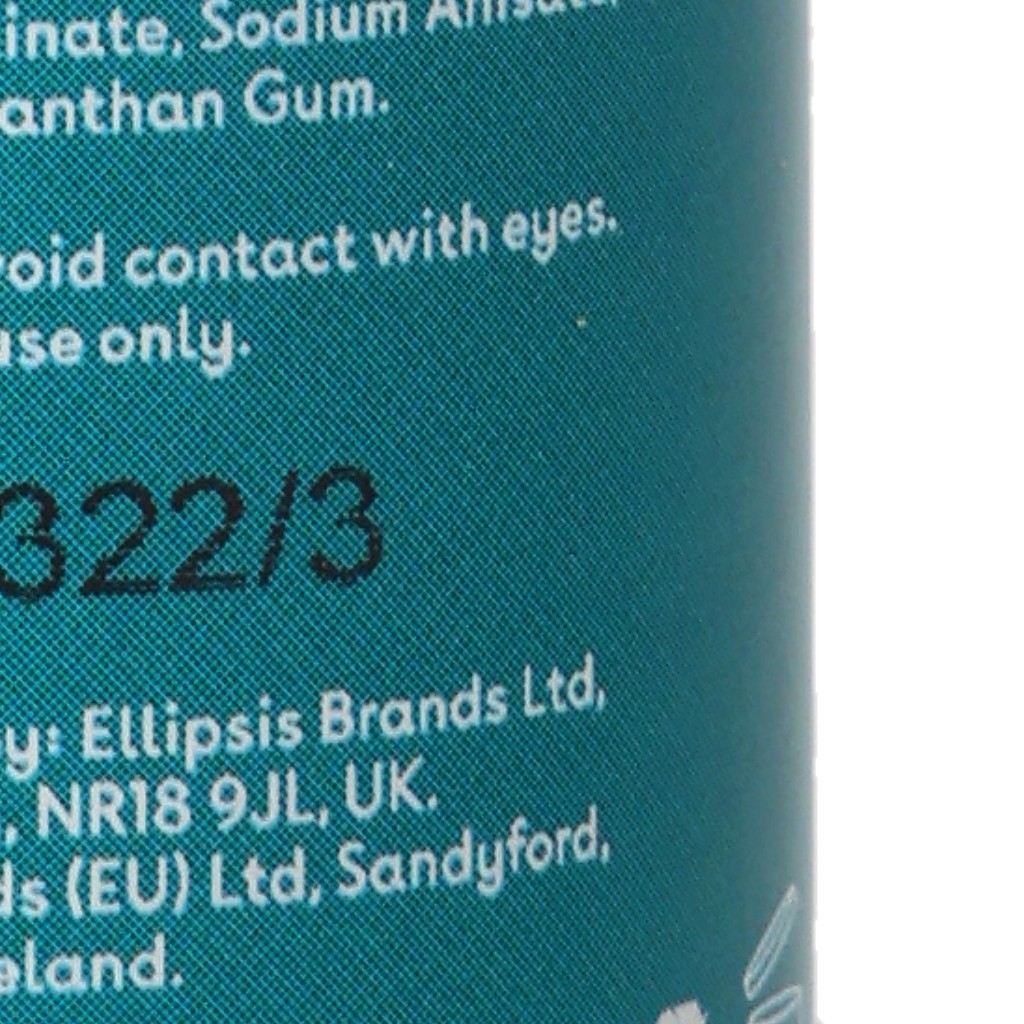 inate, Sodium Anisate,
anthan Gum.
void contact with eyes.
use only.
322/3
y: Ellipsis Brands Ltd,
, NR18 9JL, UK.
ds (EU) Ltd, Sandyford,
eland.